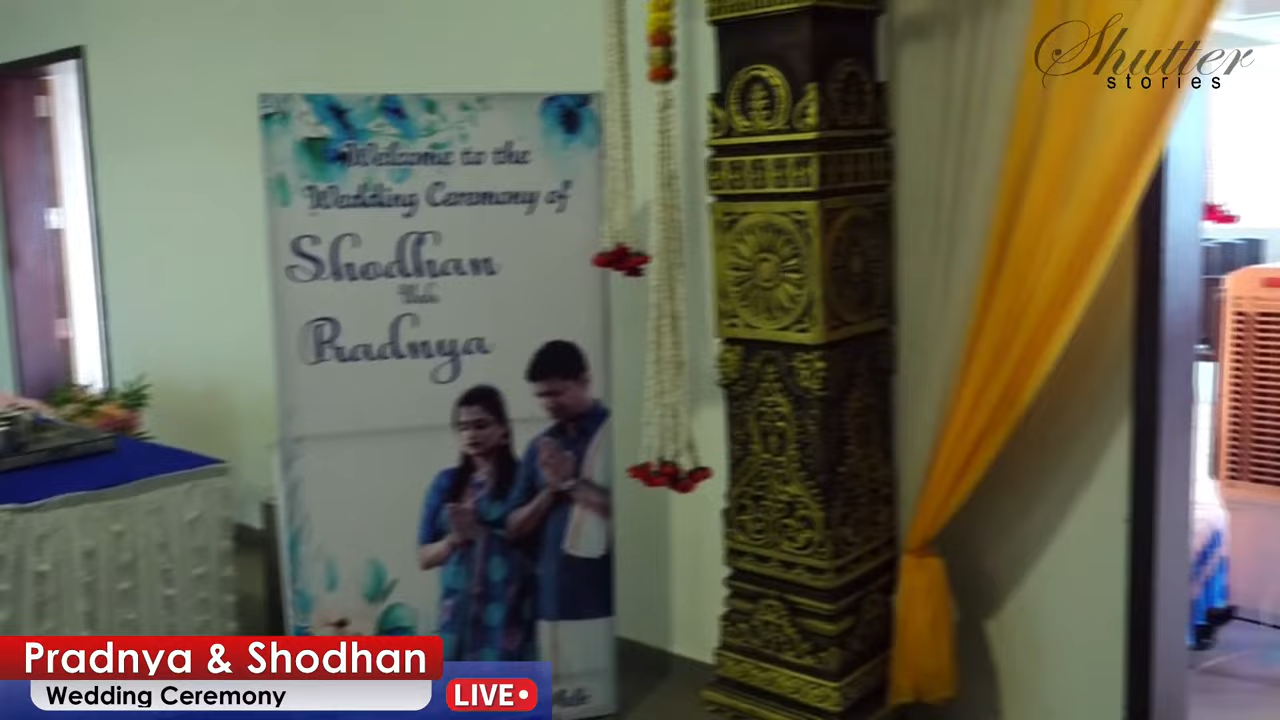 Shutter
stories
Welcome to the
Wedding Ceremony of
Shodhan
Pradnya
Pradnya & Shodhan
Wedding Ceremony
LIVE